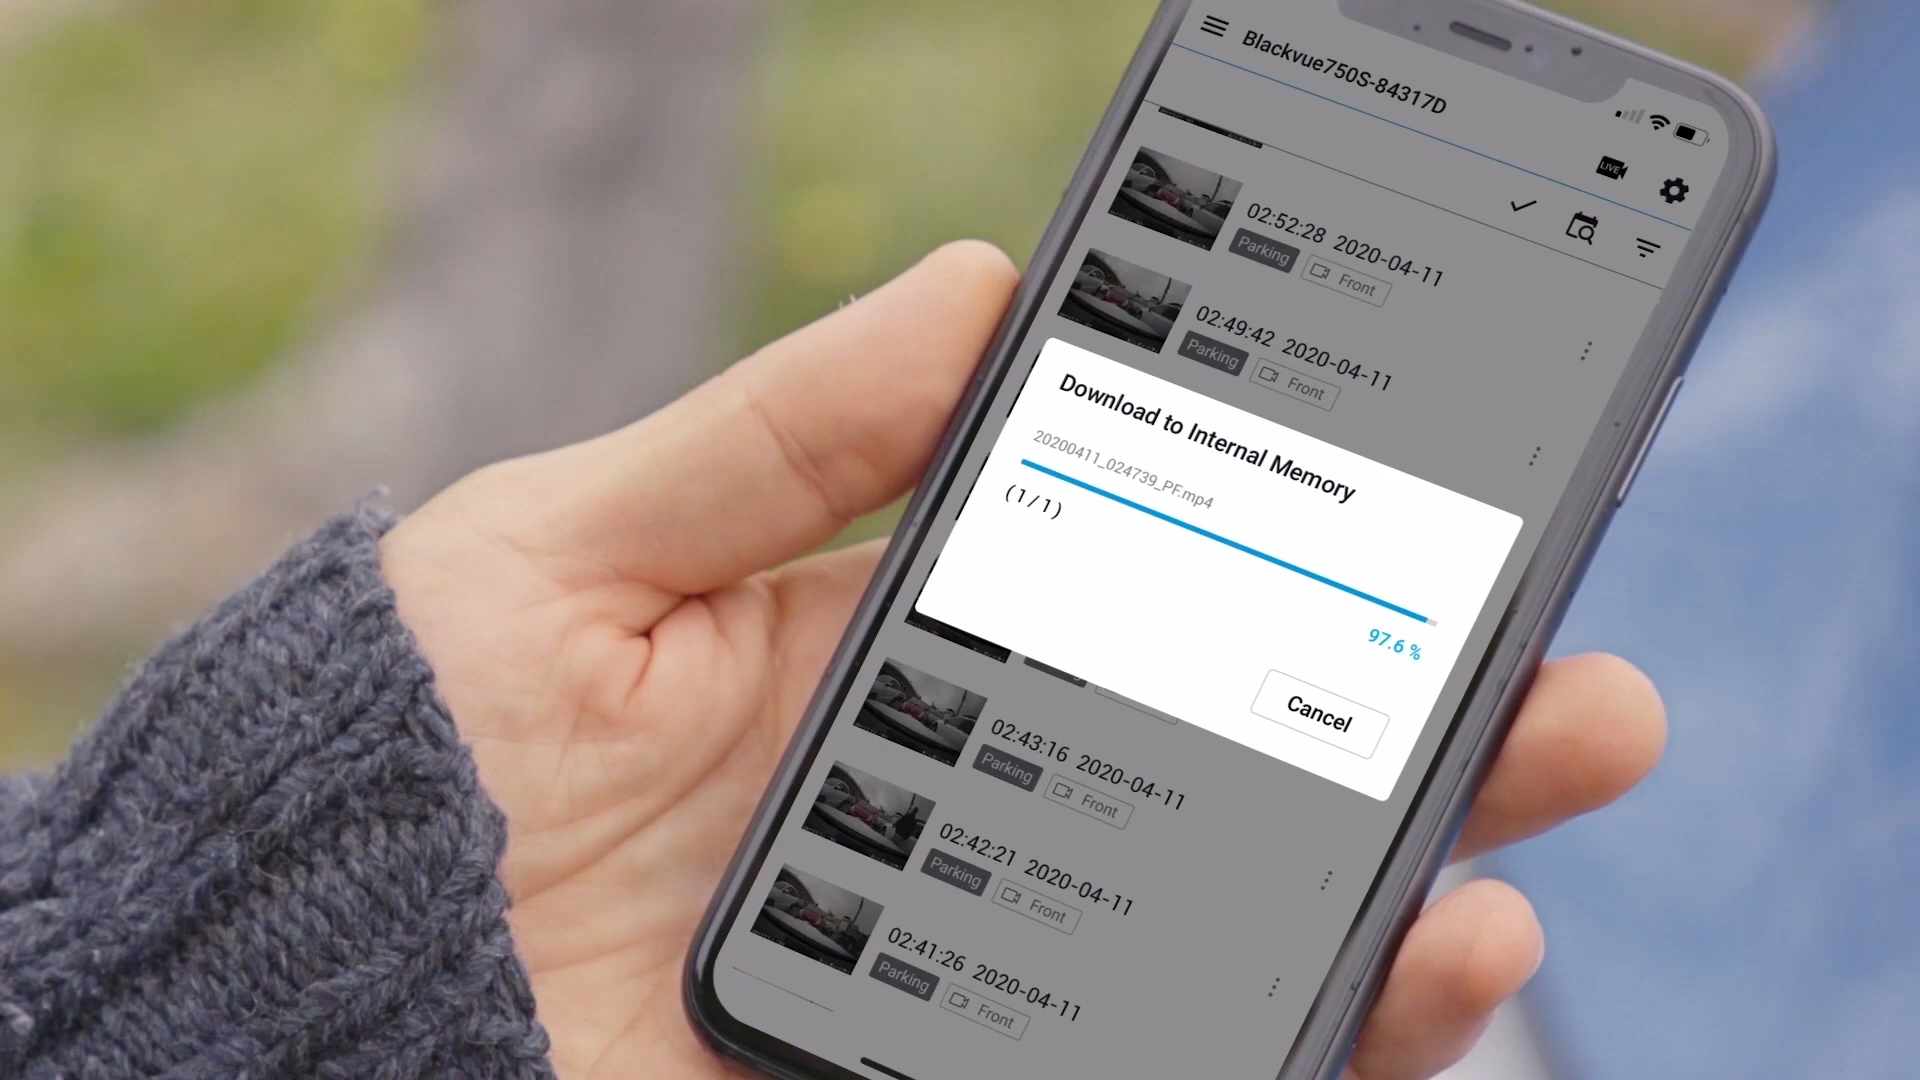 Blackvue750S-84317D
LIVE
02:52:28 2020-04-11
Parking Front
02:49:42 2020-04-11
Parking Front
Download to Internal Memory
20200411_024739_PF.mp4
(1/1)
97.6 %
Cancel
02:43:16 2020-04-11
Parking Front
02:42:21 2020-04-11
Parking Front
02:41:26 2020-04-11
Parking Front